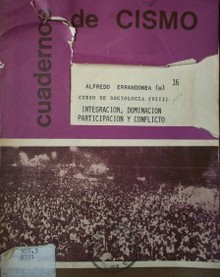 cuadernos de CISMO
ALFREDO ERRANDONEA (H) 16
CURSO DE SOCIOLOGIA (VIII)
INTEGRACION, DOMINACION
PARTICIPACION Y CONFLICTO